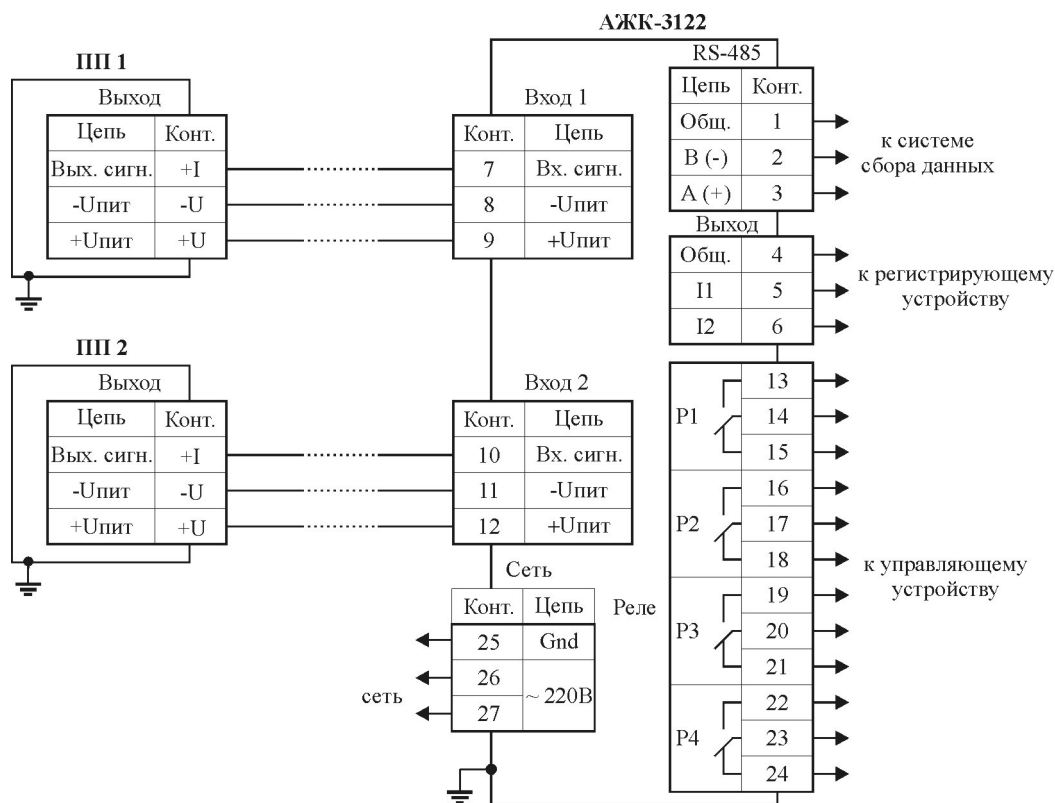 АЖК-3122
ПП 1
Выход
Цепь Конт.
Вых. сигн. +I
-Uпит -U
+Uпит +U
Вход 1
Конт. Цепь
7 Вх. сигн.
8 -Uпит
9 +Uпит
ПП 2
Выход
Цепь Конт.
Вых. сигн. +I
-Uпит -U
+Uпит +U
Вход 2
Конт. Цепь
10 Вх. сигн.
11 -Uпит
12 +Uпит
Сеть
Конт. Цепь
25 Gnd
26
27
~ 220В
сеть
RS-485
Цепь Конт.
Общ. 1
B (-) 2
A (+) 3
к системе
сбора данных
Выход
Общ. 4
I1 5
I2 6
к регистрирующему
устройству
Реле
P1
13
14
15
P2
16
17
18
P3
19
20
21
P4
22
23
24
к управляющему
устройству